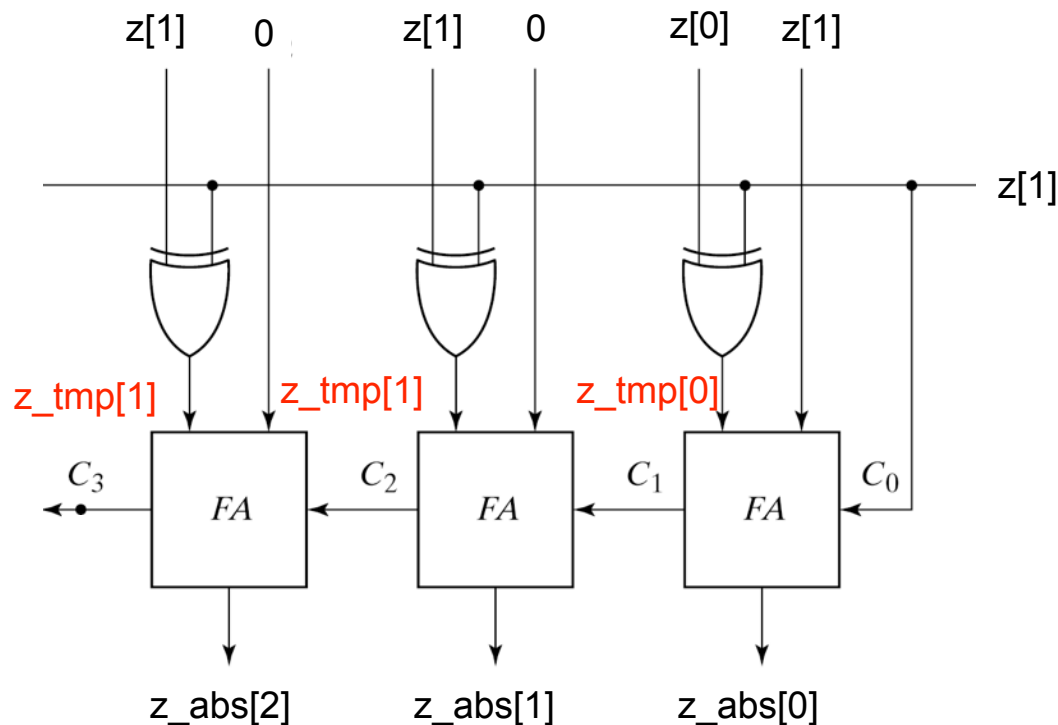 z[1] 0 z[1] 0 z[0] z[1]
z[1]
z_tmp[1] z_tmp[1] z_tmp[0]
C3 C2 C1 C0
FA FA FA
z_abs[2] z_abs[1] z_abs[0]